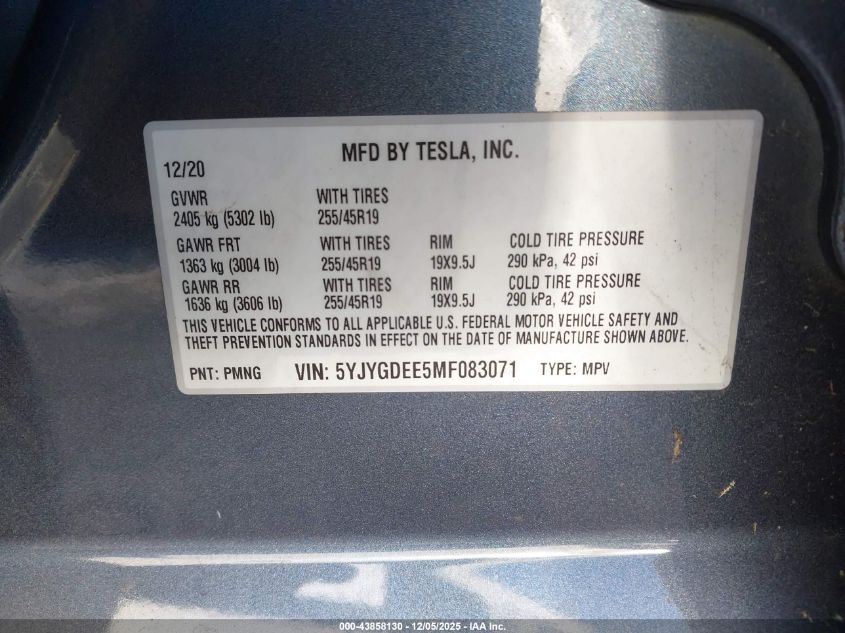 MFD BY TESLA, INC.
12/20
GVWR WITH TIRES
2405 kg (5302 lb) 255/45R19
GAWR FRT WITH TIRES RIM COLD TIRE PRESSURE
1363 kg (3004 lb) 255/45R19 19X9.5J 290 kPa, 42 psi
GAWR RR WITH TIRES RIM COLD TIRE PRESSURE
1636 kg (3606 lb) 255/45R19 19X9.5J 290 kPa, 42 psi
THIS VEHICLE CONFORMS TO ALL APPLICABLE U.S. FEDERAL MOTOR VEHICLE SAFETY AND
THEFT PREVENTION STANDARDS IN EFFECT ON THE DATE OF MANUFACTURE SHOWN ABOVE.
PNT: PMNG VIN: 5YJYGDEE5MF083071 TYPE: MPV
000-43858130 - 12/05/2025 - IAA Inc.